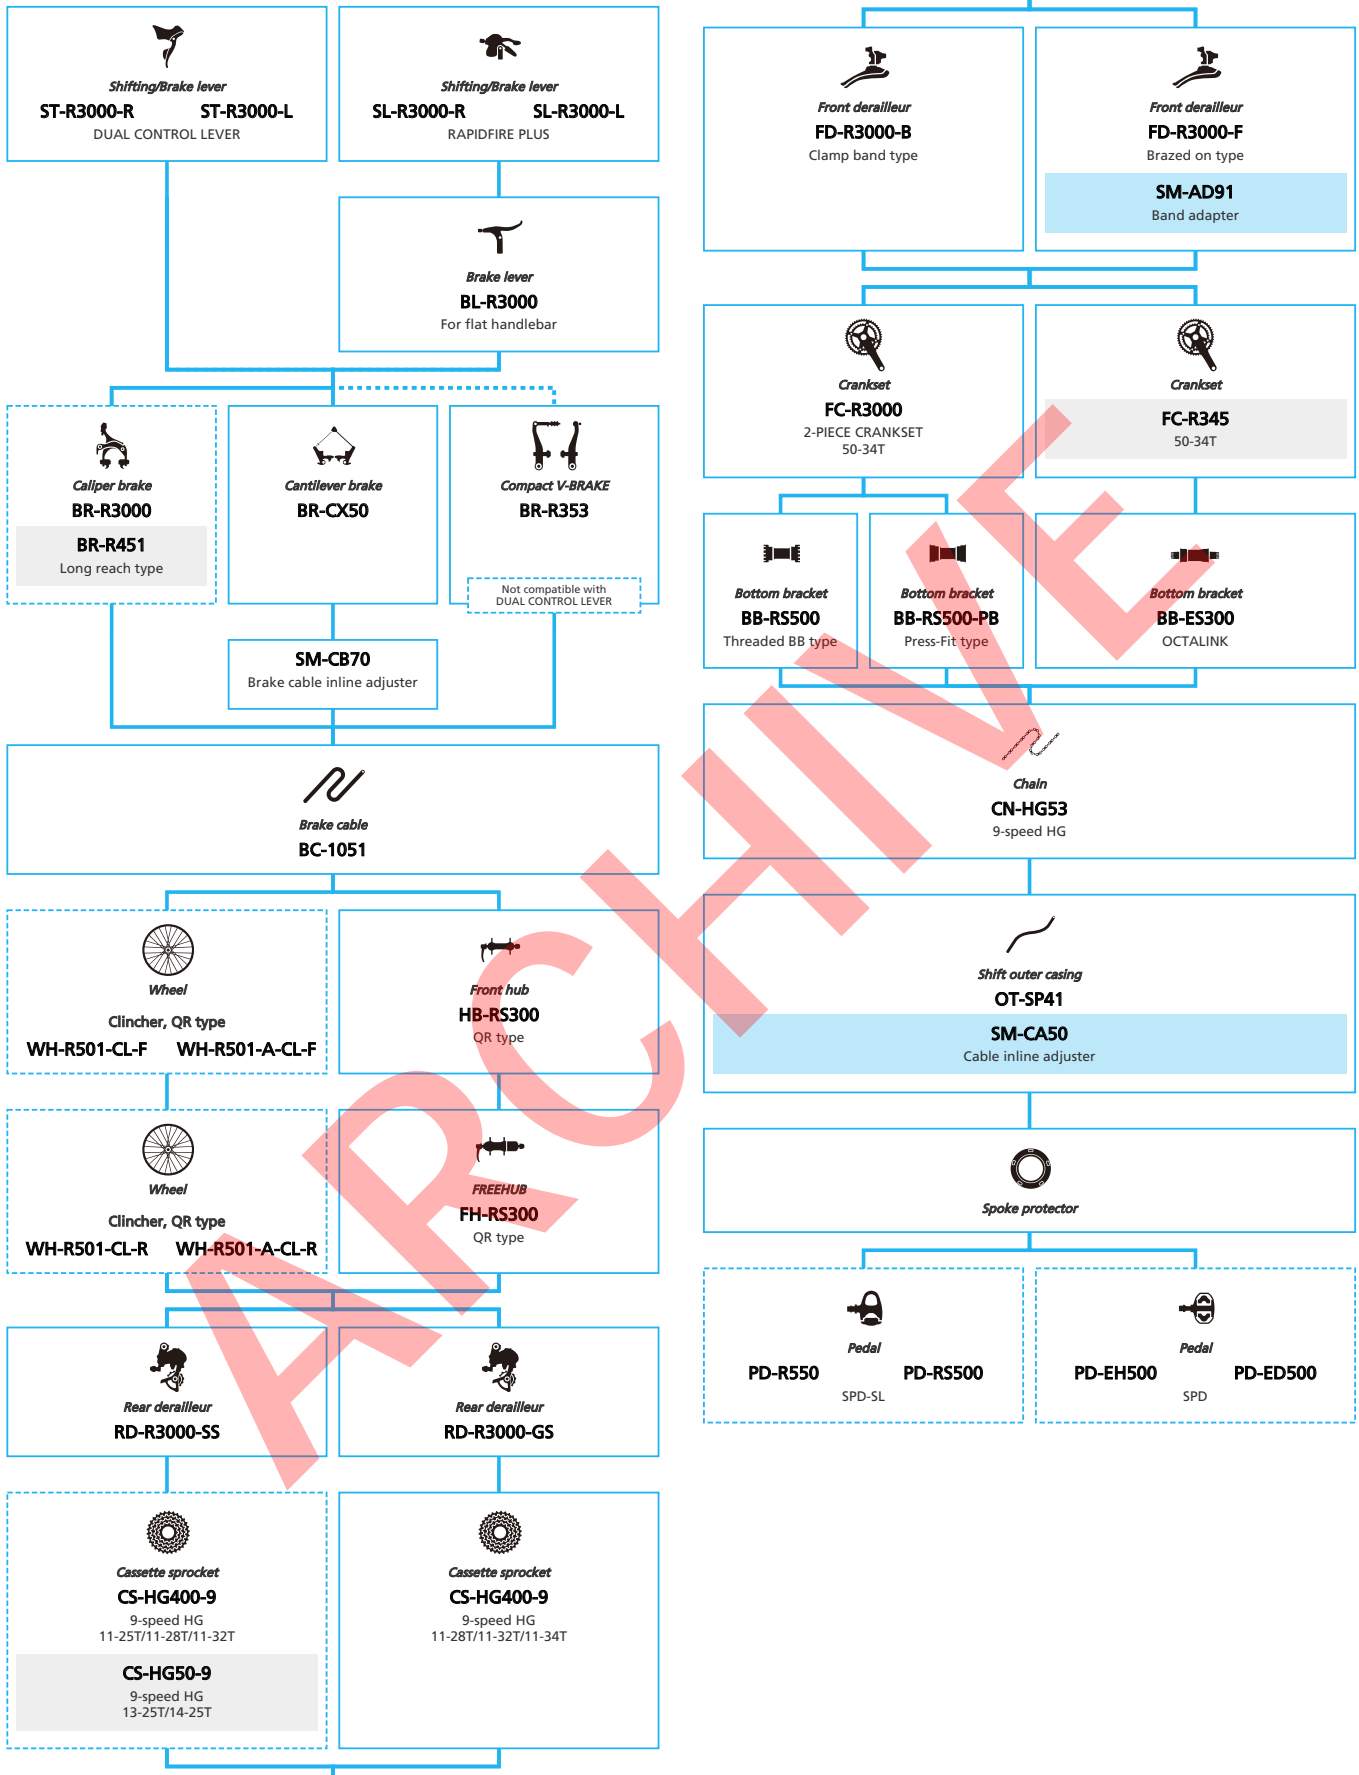 Shifting/Brake lever
ST-R3000-R ST-R3000-L
DUAL CONTROL LEVER
Shifting/Brake lever
SL-R3000-R SL-R3000-L
RAPIDFIRE PLUS
Brake lever
BL-R3000
For flat handlebar
Caliper brake
BR-R3000
BR-R451
Long reach type
Cantilever brake
BR-CX50
Compact V-BRAKE
BR-R353
Not compatible with
DUAL CONTROL LEVER
SM-CB70
Brake cable inline adjuster
Brake cable
BC-1051
Wheel
Clincher, QR type
WH-R501-CL-F WH-R501-A-CL-F
Front hub
HB-RS300
QR type
Wheel
Clincher, QR type
WH-R501-CL-R WH-R501-A-CL-R
FREEHUB
FH-RS300
QR type
Rear derailleur
RD-R3000-SS
Rear derailleur
RD-R3000-GS
Cassette sprocket
CS-HG400-9
9-speed HG
11-25T/11-28T/11-32T
CS-HG50-9
9-speed HG
13-25T/14-25T
Cassette sprocket
CS-HG400-9
9-speed HG
11-28T/11-32T/11-34T
Front derailleur
FD-R3000-B
Clamp band type
Front derailleur
FD-R3000-F
Brazed on type
SM-AD91
Band adapter
Crankset
FC-R3000
2-PIECE CRANKSET
50-34T
Crankset
FC-R345
50-34T
Bottom bracket
BB-RS500
Threaded BB type
Bottom bracket
BB-RS500-PB
Press-Fit type
Bottom bracket
BB-ES300
OCTALINK
Chain
CN-HG53
9-speed HG
Shift outer casing
OT-SP41
SM-CA50
Cable inline adjuster
Spoke protector
Pedal
PD-R550 PD-RS500
SPD-SL
Pedal
PD-EH500 PD-ED500
SPD
ARCHIVE